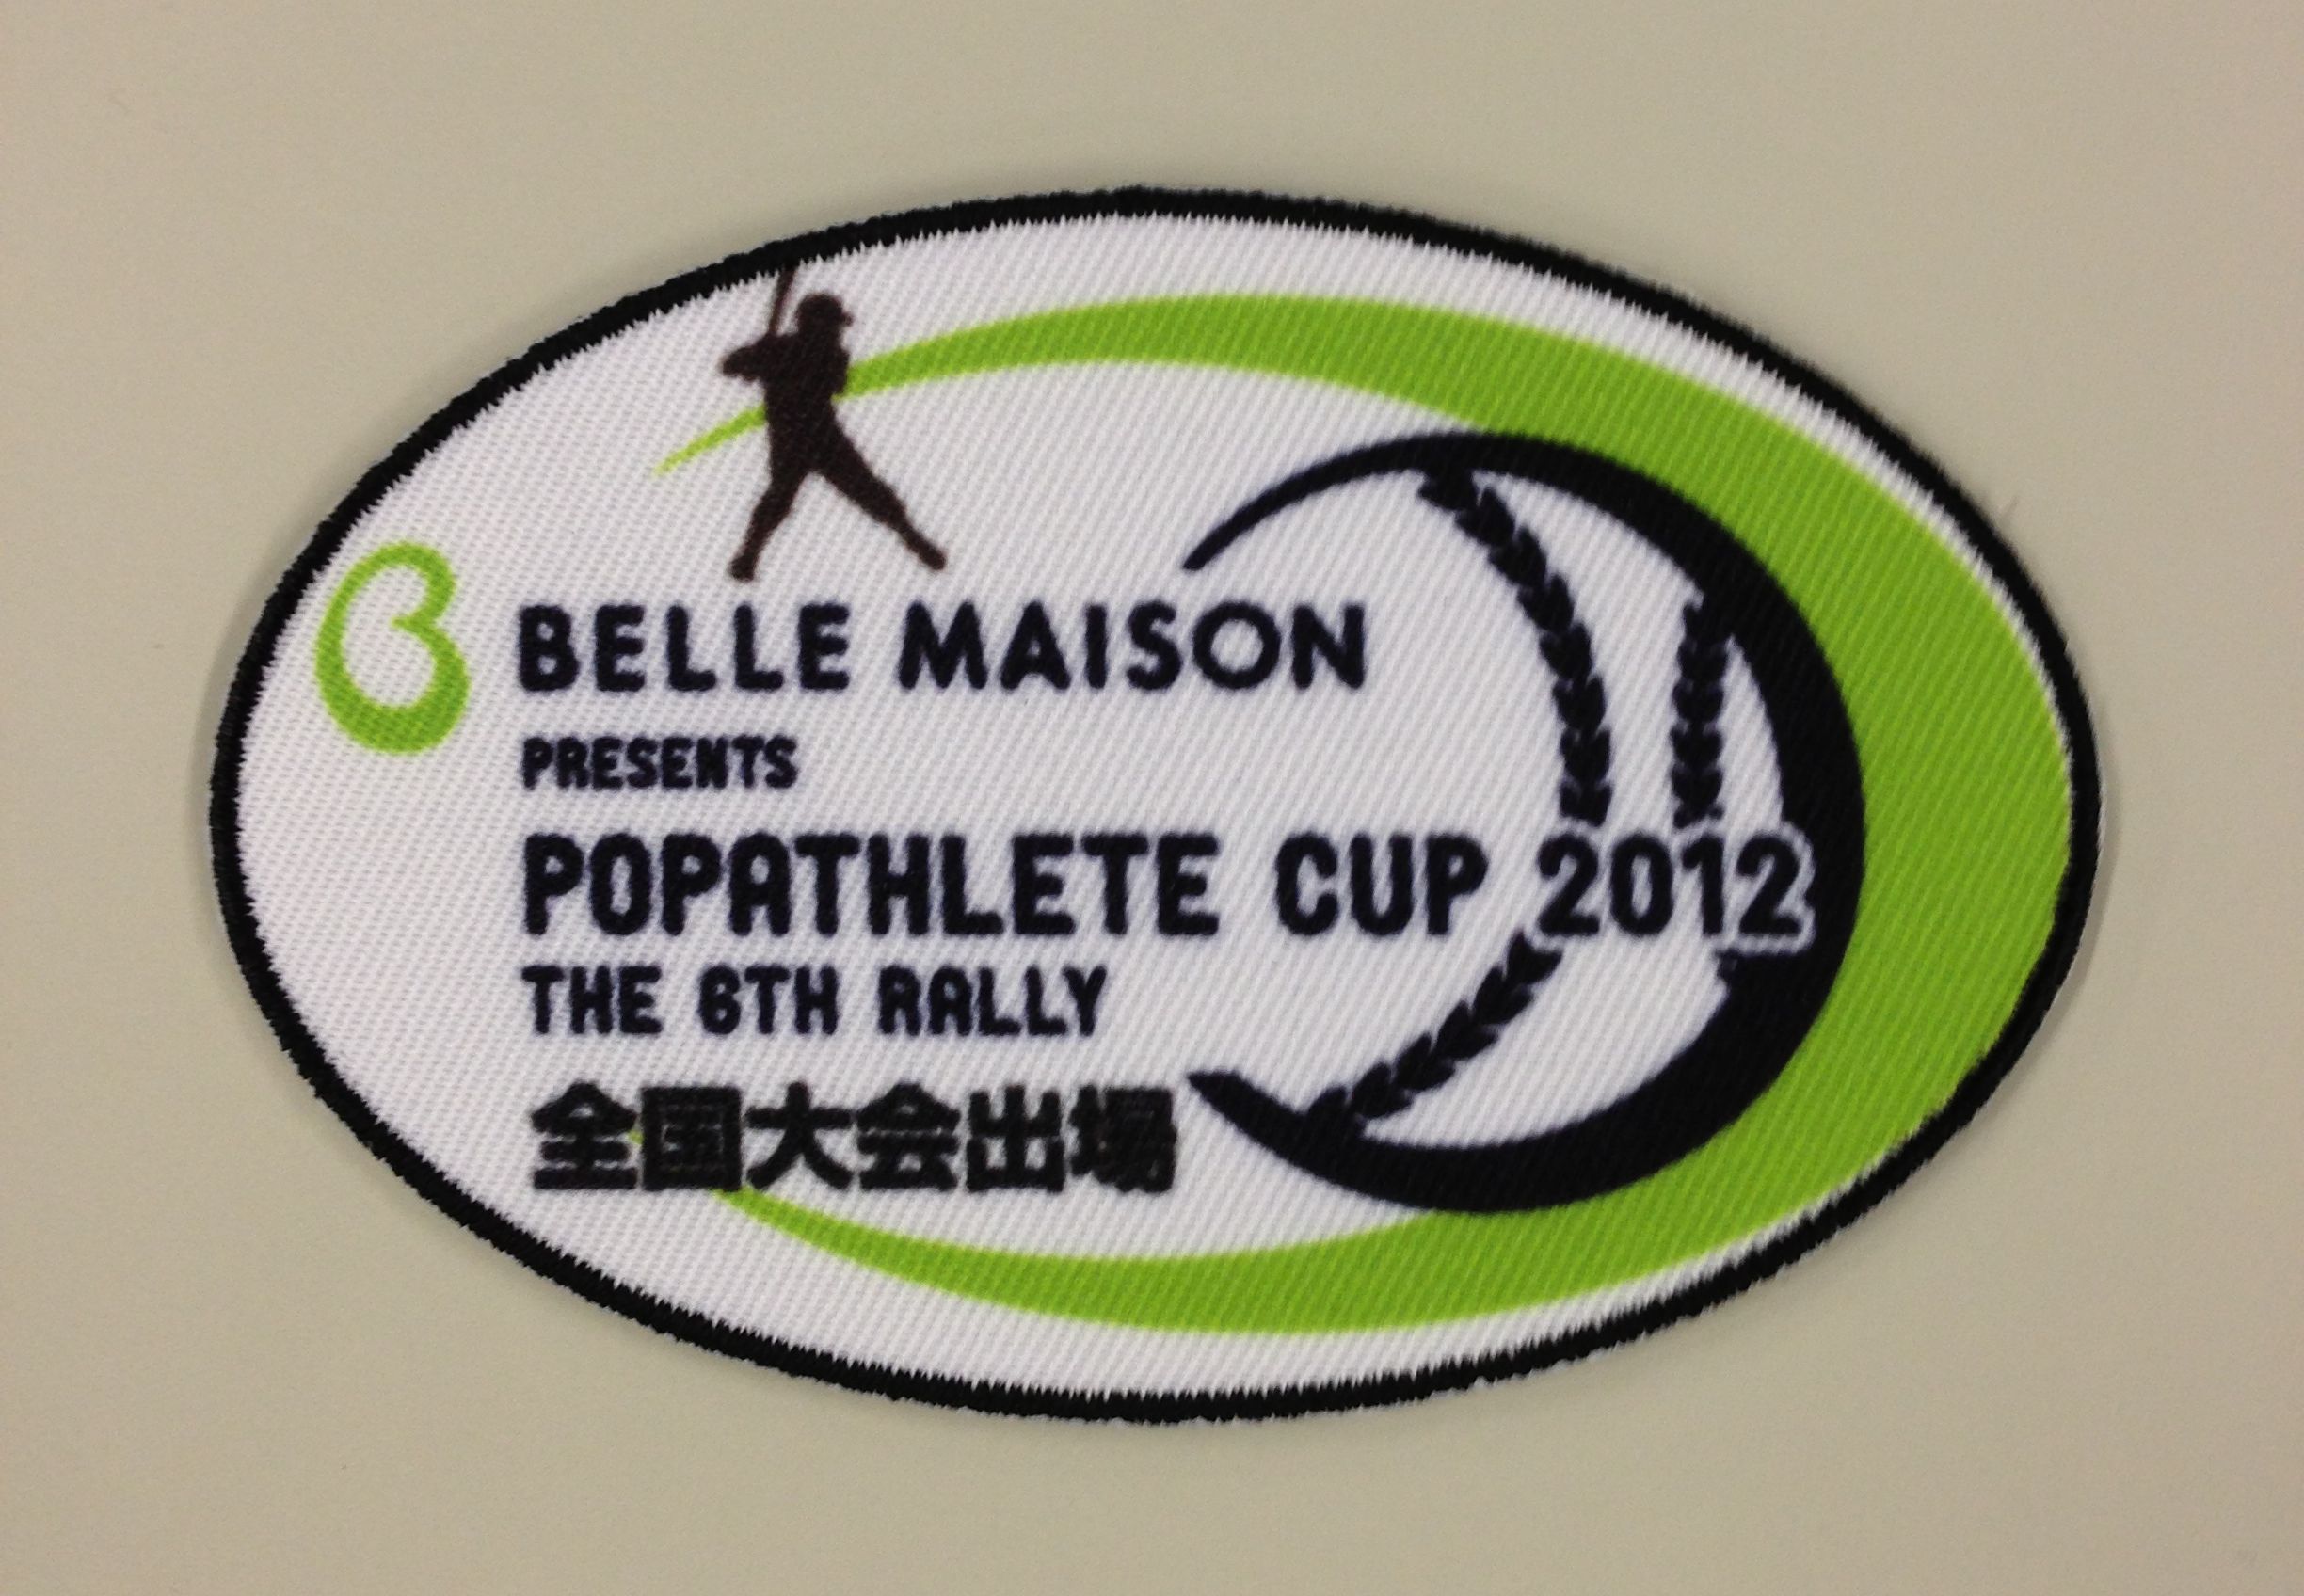 BELLE MAISON
PRESENTS
POPATHLETE CUP 2012
THE 6TH RALLY
全国大会出場